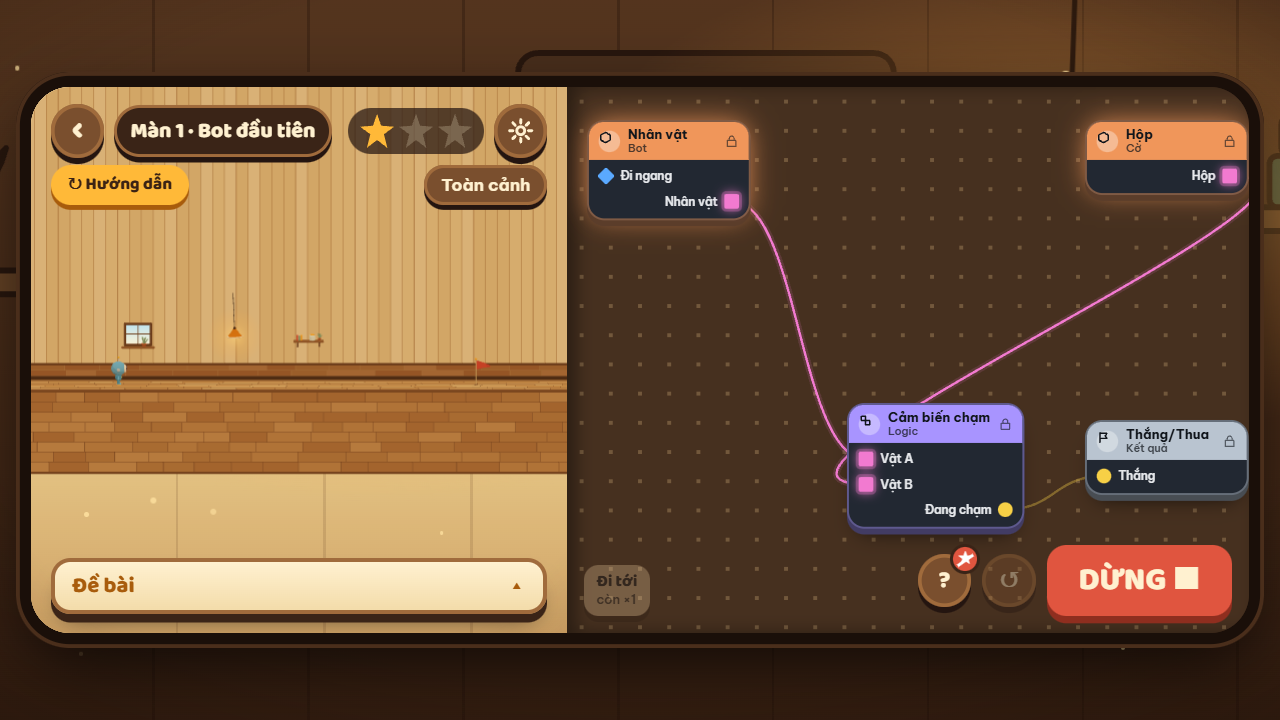 Màn 1 • Bot đầu tiên
↻ Hướng dẫn
Toàn cảnh
Đề bài
Nhân vật
Bot
Đi ngang
Nhân vật
Hộp
Cờ
Hộp
Cảm biến chạm
Logic
Vật A
Vật B
Đang chạm
Thắng/Thua
Kết quả
Thắng
Đi tới
còn ×1
?
DỪNG